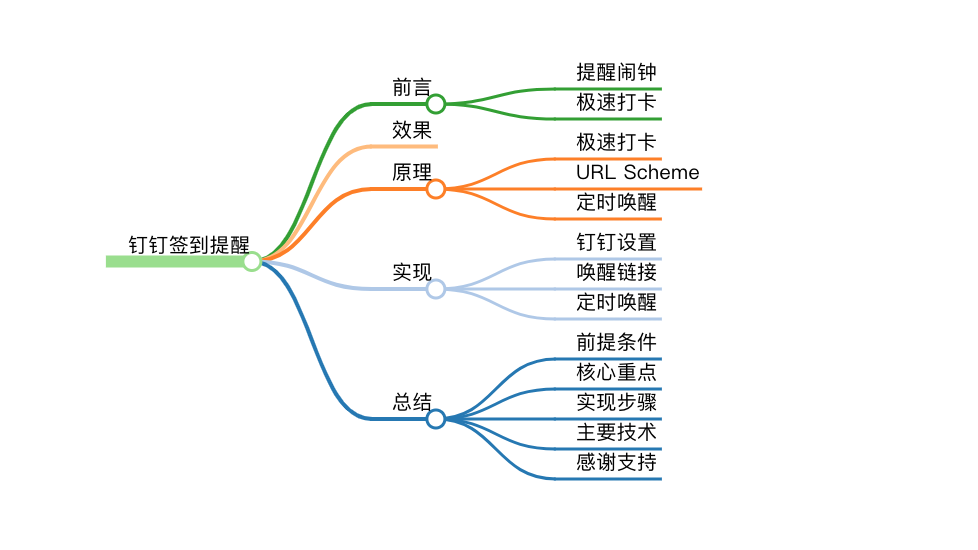 钉钉签到提醒
前言
提醒闹钟
极速打卡
效果
原理
极速打卡
URL Scheme
定时唤醒
实现
钉钉设置
唤醒链接
定时唤醒
总结
前提条件
核心重点
实现步骤
主要技术
感谢支持